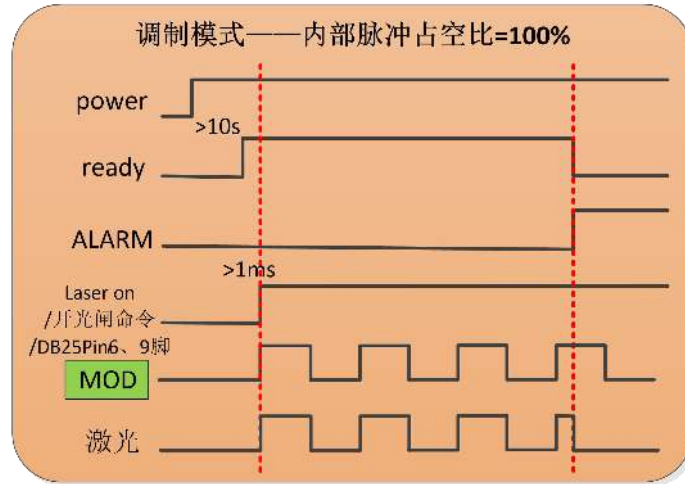 调制模式——内部脉冲占空比=100%
power
>10s
ready
ALARM
>1ms
Laser on
/开光闸命令
/DB25Pin6、9脚
MOD
激光